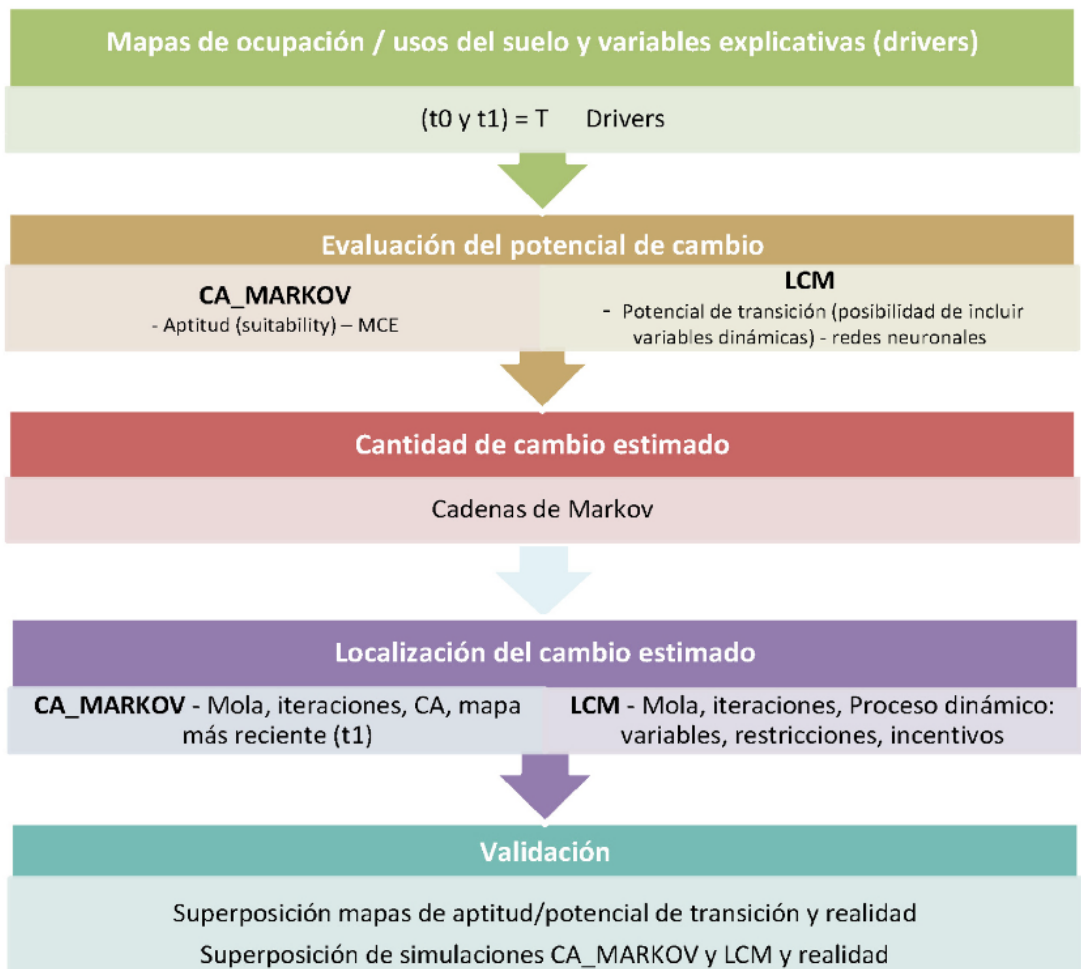 Mapas de ocupación / usos del suelo y variables explicativas (drivers)
(t0 y t1) = T Drivers
Evaluación del potencial de cambio
CA_MARKOV
- Aptitud (suitability) – MCE
LCM
- Potencial de transición (posibilidad de incluir
variables dinámicas) - redes neuronales
Cantidad de cambio estimado
Cadenas de Markov
Localización del cambio estimado
CA_MARKOV - Mola, iteraciones, CA, mapa
más reciente (t1)
LCM - Mola, iteraciones, Proceso dinámico:
variables, restricciones, incentivos
Validación
Superposición mapas de aptitud/potencial de transición y realidad
Superposición de simulaciones CA_MARKOV y LCM y realidad